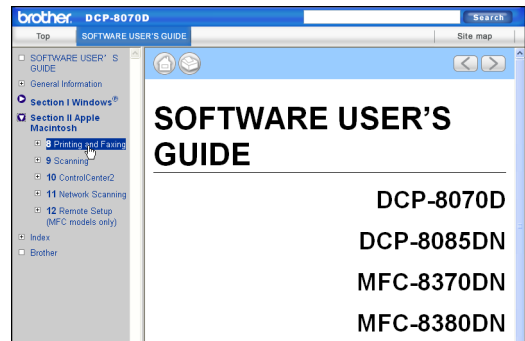 brother. DCP-8070D
Search
Top SOFTWARE USER'S GUIDE Site map
SOFTWARE USER' S
GUIDE
General Information
Section I Windows®
Section II Apple
Macintosh
8 Printing and Faxing
9 Scanning
10 ControlCenter2
11 Network Scanning
12 Remote Setup
(MFC models only)
Index
Brother
SOFTWARE USER'S
GUIDE
DCP-8070D
DCP-8085DN
MFC-8370DN
MFC-8380DN